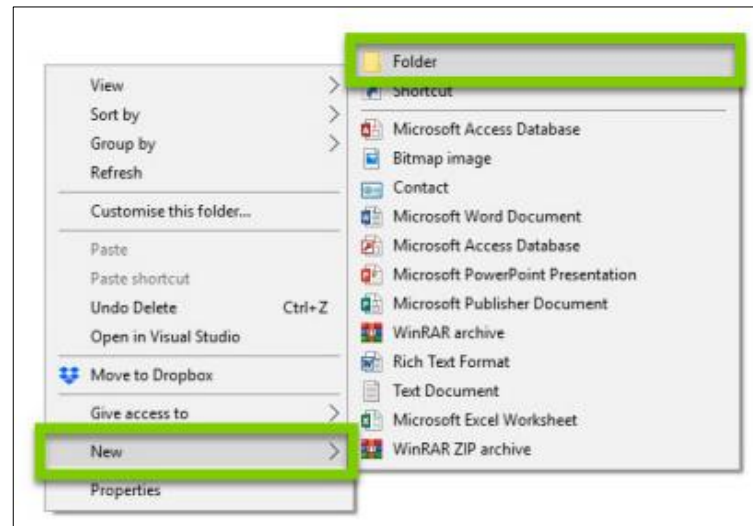 View
Sort by
Group by
Refresh
Customise this folder...
Paste
Paste shortcut
Undo Delete Ctrl+Z
Open in Visual Studio
Move to Dropbox
Give access to
New
Properties
Folder
Shortcut
Microsoft Access Database
Bitmap image
Contact
Microsoft Word Document
Microsoft Access Database
Microsoft PowerPoint Presentation
Microsoft Publisher Document
WinRAR archive
Rich Text Format
Text Document
Microsoft Excel Worksheet
WinRAR ZIP archive